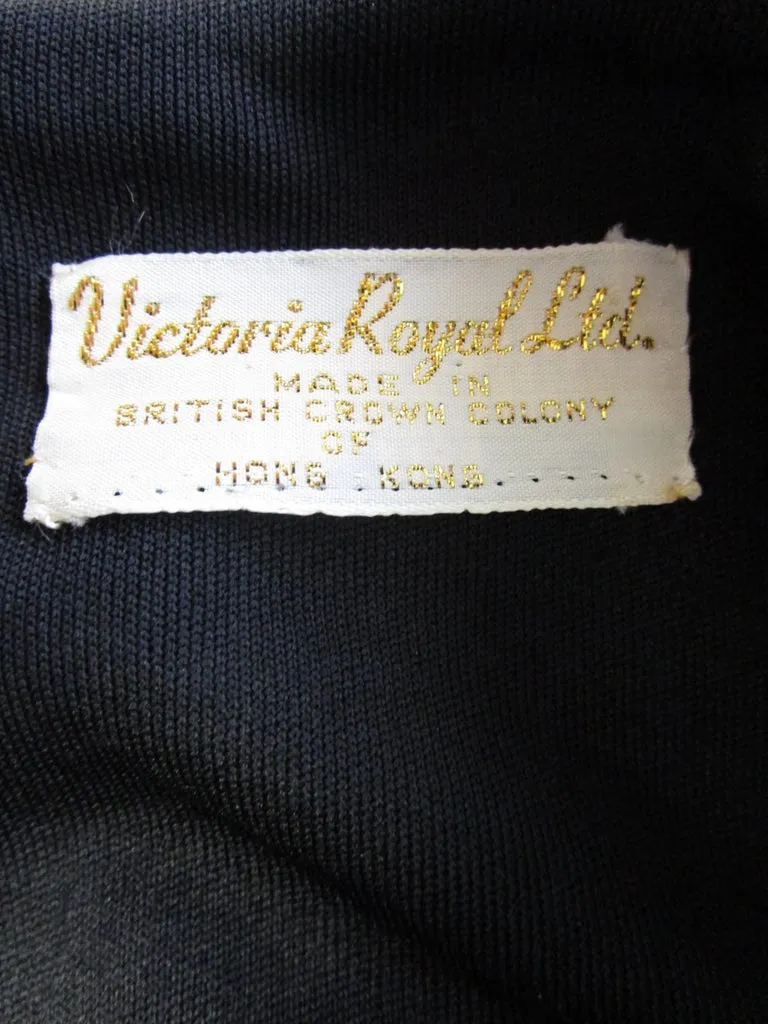 Victoria Royal Ltd.
MADE IN
BRITISH CROWN COLONY
OF
HONG KONG